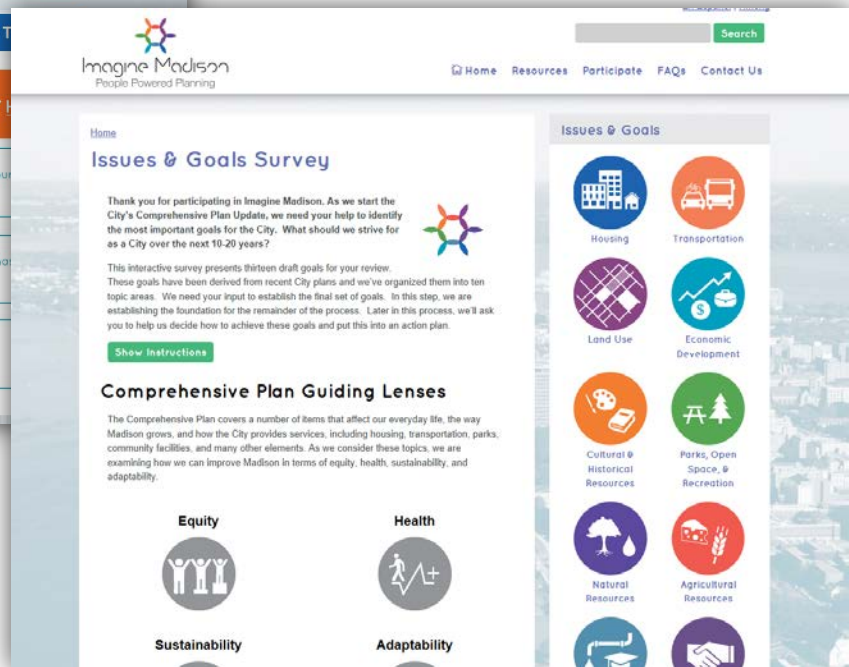 Imagine Madison
People Powered Planning
Search
Home Resources Participate FAQs Contact Us
Home
Issues & Goals Survey
Thank you for participating in Imagine Madison. As we start the
City's Comprehensive Plan Update, we need your help to identify
the most important goals for the City. What should we strive for
as a City over the next 10-20 years?
This interactive survey presents thirteen draft goals for your review.
These goals have been derived from recent City plans and we've organized them into ten
topic areas. We need your input to establish the final set of goals. In this step, we are
establishing the foundation for the remainder of the process. Later in this process, we'll ask
you to help us decide how to achieve these goals and put this into an action plan.
Show Instructions
Comprehensive Plan Guiding Lenses
The Comprehensive Plan covers a number of items that affect our everyday life, the way
Madison grows, and how the City provides services, including housing, transportation, parks,
community facilities, and many other elements. As we consider these topics, we are
examining how we can improve Madison in terms of equity, health, sustainability, and
adaptability.
Equity
Health
Sustainability
Adaptability
Issues & Goals
Housing
Transportation
Land Use
Economic
Development
Cultural &
Historical
Resources
Parks, Open
Space, &
Recreation
Natural
Resources
Agricultural
Resources